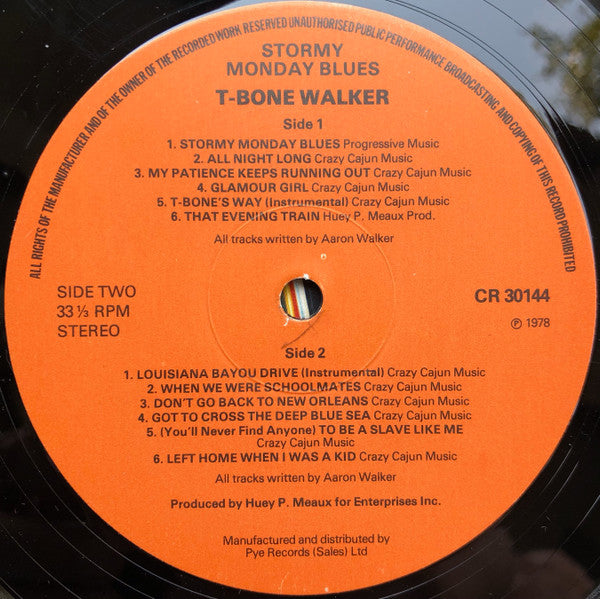 ALL RIGHTS OF THE MANUFACTURER AND OF THE OWNER OF THE RECORDED WORK RESERVED UNAUTHORISED PUBLIC PERFORMANCE BROADCASTING AND COPYING OF THIS RECORD PROHIBITED
STORMY
MONDAY BLUES
T-BONE WALKER
Side 1
1. STORMY MONDAY BLUES Progressive Music
2. ALL NIGHT LONG Crazy Cajun Music
3. MY PATIENCE KEEPS RUNNING OUT Crazy Cajun Music
4. GLAMOUR GIRL Crazy Cajun Music
5. T-BONE'S WAY (Instrumental) Crazy Cajun Music
6. THAT EVENING TRAIN Huey P. Meaux Prod.
All tracks written by Aaron Walker
SIDE TWO
33 ⅓ RPM
STEREO
CR 30144
℗ 1978
Side 2
1. LOUISIANA BAYOU DRIVE (Instrumental) Crazy Cajun Music
2. WHEN WE WERE SCHOOLMATES Crazy Cajun Music
3. DON'T GO BACK TO NEW ORLEANS Crazy Cajun Music
4. GOT TO CROSS THE DEEP BLUE SEA Crazy Cajun Music
5. (You'll Never Find Anyone) TO BE A SLAVE LIKE ME
Crazy Cajun Music
6. LEFT HOME WHEN I WAS A KID Crazy Cajun Music
All tracks written by Aaron Walker
Produced by Huey P. Meaux for Enterprises Inc.
Manufactured and distributed by
Pye Records (Sales) Ltd